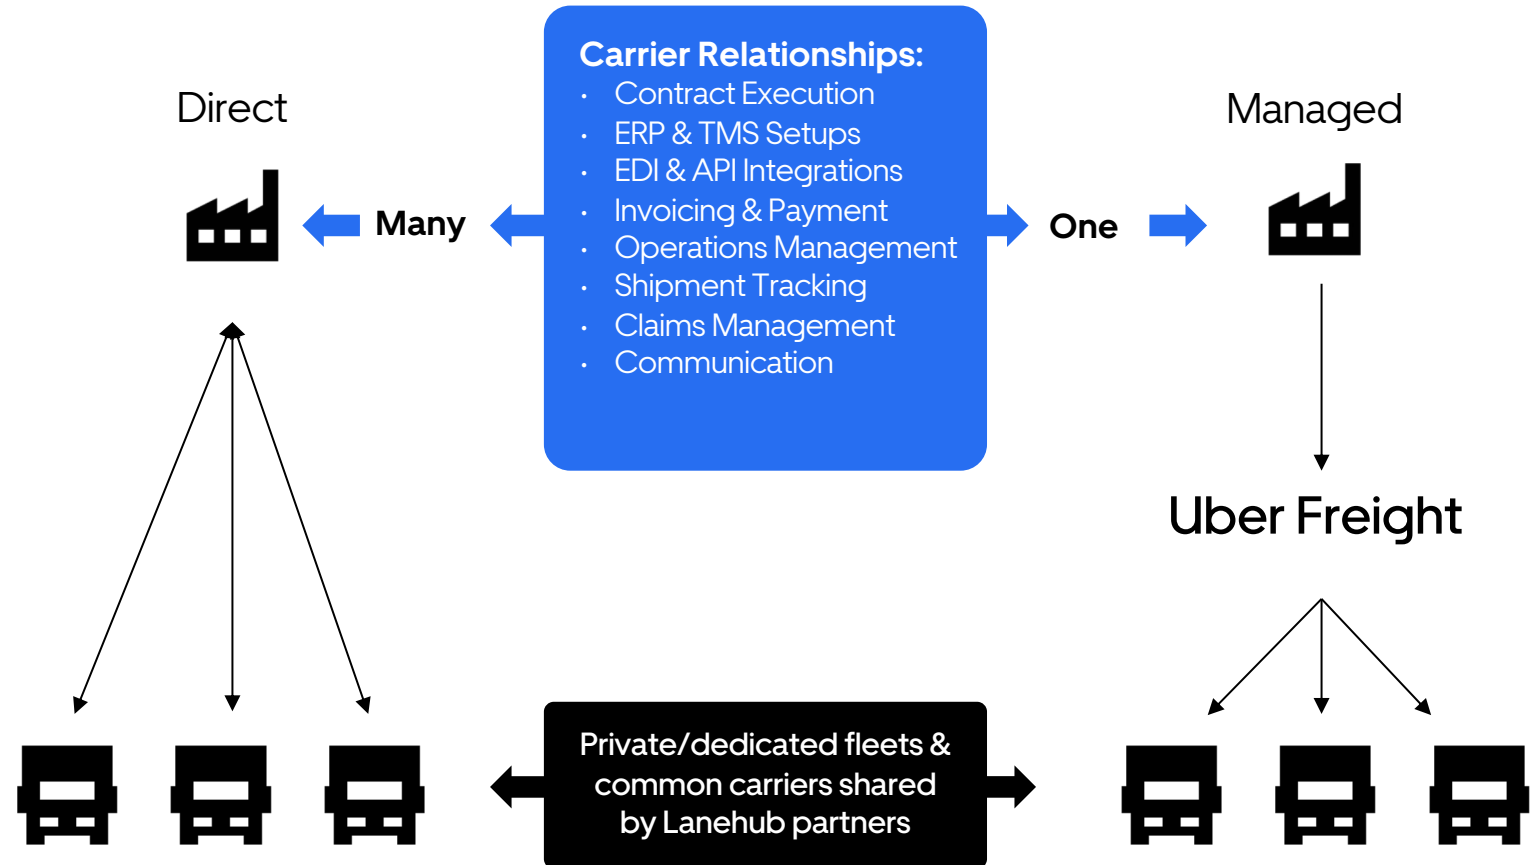 Direct
Many
Carrier Relationships:
• Contract Execution
• ERP & TMS Setups
• EDI & API Integrations
• Invoicing & Payment
• Operations Management
• Shipment Tracking
• Claims Management
• Communication
One
Managed
Uber Freight
Private/dedicated fleets &
common carriers shared
by Lanehub partners